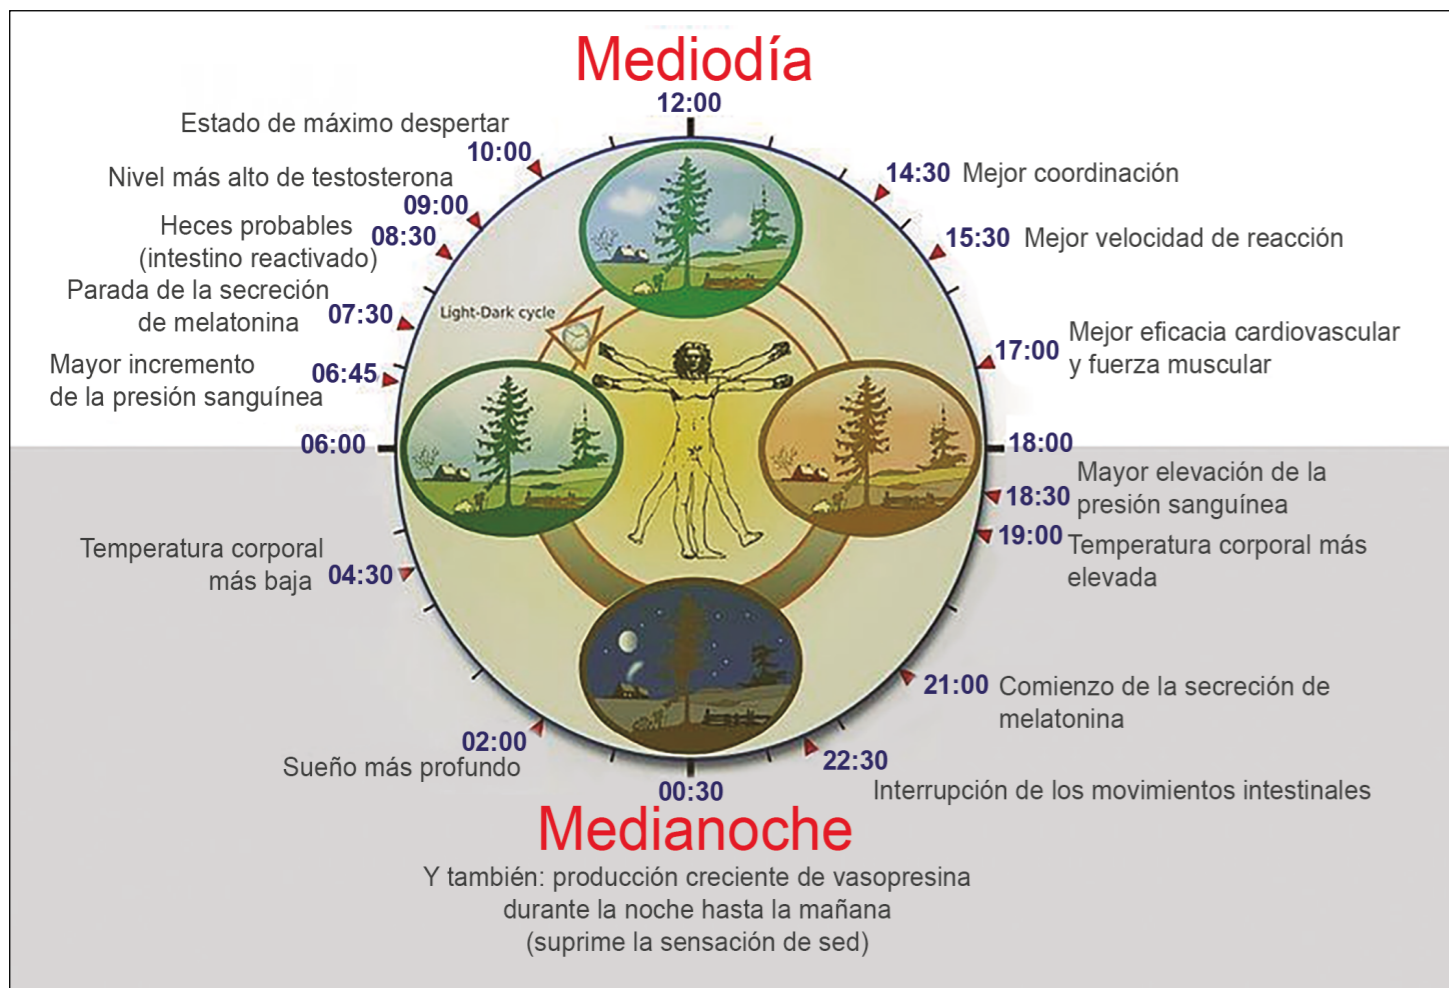 Mediodía
12:00
Estado de máximo despertar
10:00
Nivel más alto de testosterona
09:00
Heces probables
(intestino reactivado)
08:30
Parada de la secreción
de melatonina
07:30
Mayor incremento
de la presión sanguínea
06:45
06:00
Temperatura corporal
más baja
04:30
02:00
Sueño más profundo
Light-Dark cycle
14:30 Mejor coordinación
15:30 Mejor velocidad de reacción
17:00
Mejor eficacia cardiovascular
y fuerza muscular
18:00
18:30
Mayor elevación de la
presión sanguínea
19:00
Temperatura corporal más
elevada
21:00
Comienzo de la secreción de
melatonina
22:30
Interrupción de los movimientos intestinales
00:30
Medianoche
Y también: producción creciente de vasopresina
durante la noche hasta la mañana
(suprime la sensación de sed)